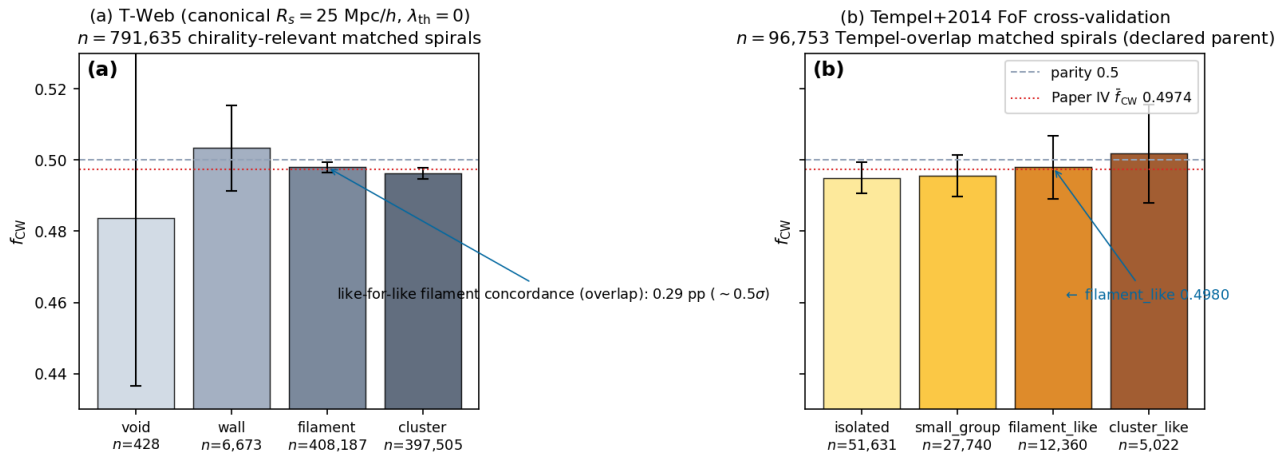 (a) T-Web (canonical R_s = 25 Mpc/h, λ_th = 0)
n = 791,635 chirality-relevant matched spirals
(a)
0.52
0.50
0.48
0.46
0.44
f_CW
void
n=428
wall
n=6,673
filament
n=408,187
cluster
n=397,505
like-for-like filament concordance (overlap): 0.29 pp (∼0.5σ)
(b) Tempel+2014 FoF cross-validation
n = 96,753 Tempel-overlap matched spirals (declared parent)
(b)
parity 0.5
Paper IV f̄_CW 0.4974
f_CW
← filament_like 0.4980
isolated
n=51,631
small_group
n=27,740
filament_like
n=12,360
cluster_like
n=5,022